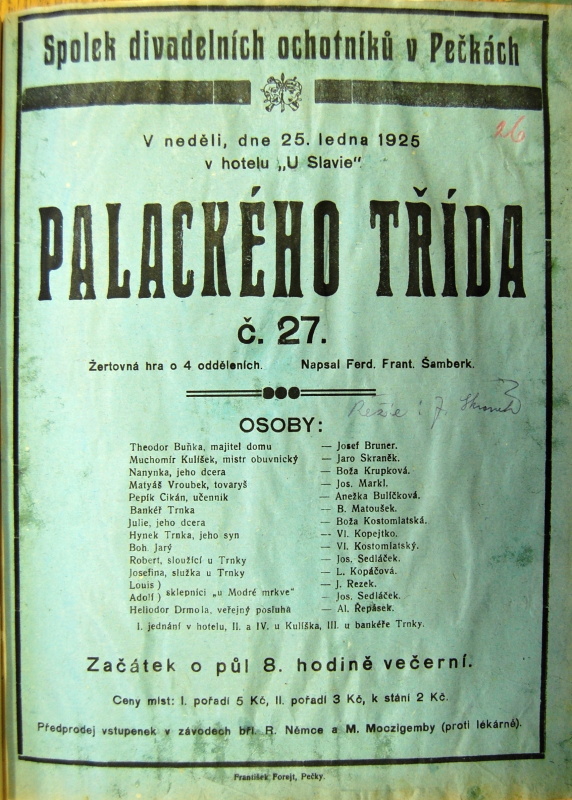 Spolek divadelních ochotníků v Pečkách
26
V neděli, dne 25. ledna 1925
v hotelu „U Slavie“.
PALACKÉHO TŘÍDA
č. 27.
Žertovná hra o 4 odděleních. Napsal Ferd. Frant. Šamberk.
Režie: J.
OSOBY:
Theodor Buňka, majitel domu — Josef Bruner.
Muchomír Kulíšek, mistr obuvnický — Jaro Skraněk.
Nanynka, jeho dcera — Boža Krupková.
Matyáš Vroubek, tovaryš — Jos. Markl.
Pepík Cikán, učenník — Anežka Bulíčková.
Bankéř Trnka — B. Matoušek.
Julie, jeho dcera — Boža Kostomlatská.
Hynek Trnka, jeho syn — Vl. Kopejtko.
Boh. Jarý — Vl. Kostomlatský.
Robert, sloužící u Trnky — Jos. Sedláček.
Josefina, služka u Trnky — L. Kopáčová.
Louis ) — J. Řezek.
sklepníci „u Modré mrkve“
Adolf ) — Jos. Sedláček.
Heliodor Drmola, veřejný posluha — Al. Řepásek.
I. jednání v hotelu, II. a IV. u Kulíška, III. u bankéře Trnky.
Začátek o půl 8. hodině večerní.
Ceny míst: I. pořadí 5 Kč, II. pořadí 3 Kč, k stání 2 Kč.
Předprodej vstupenek v závodech bří. R. Němce a M. Moczigemby (proti lékárně).
František Forejt, Pečky.